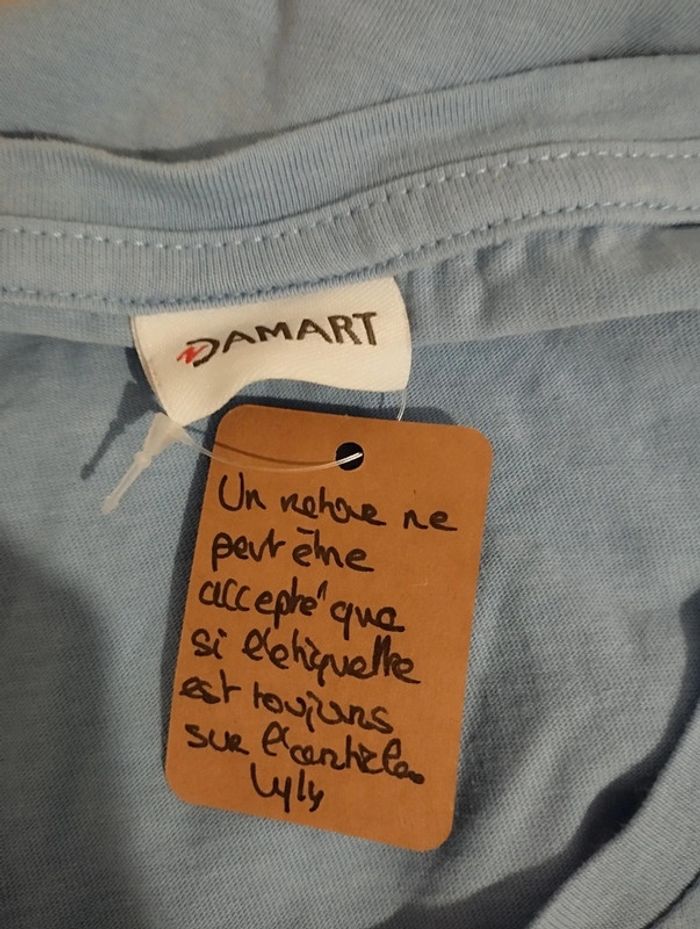 DAMART
Un retour ne
peut être
accepté que
si l'étiquette
est toujours
sur l'article.
Lyly